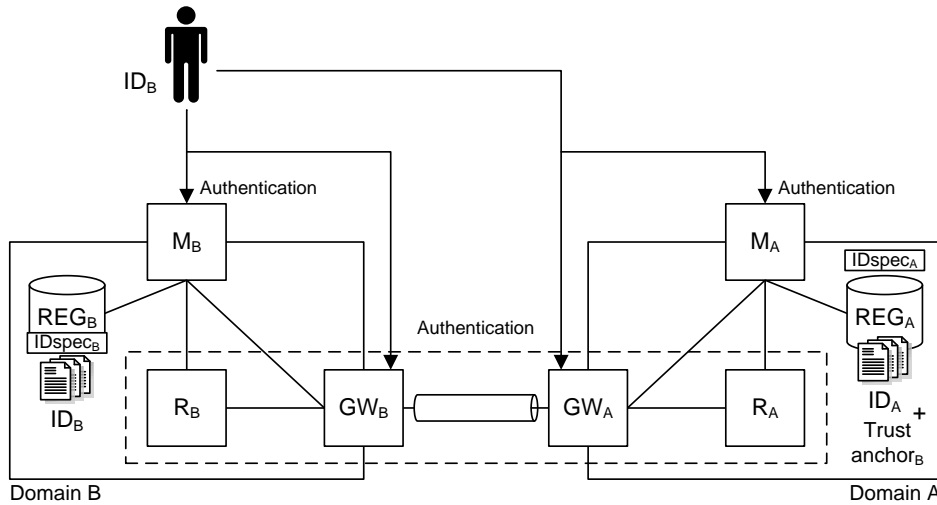 ID_B
Authentication
Authentication
M_B
M_A
IDspec_A
REG_B
REG_A
IDspec_B
Authentication
ID_B
R_B
GW_B
GW_A
R_A
ID_A
+
Trust
anchor_B
Domain B
Domain A